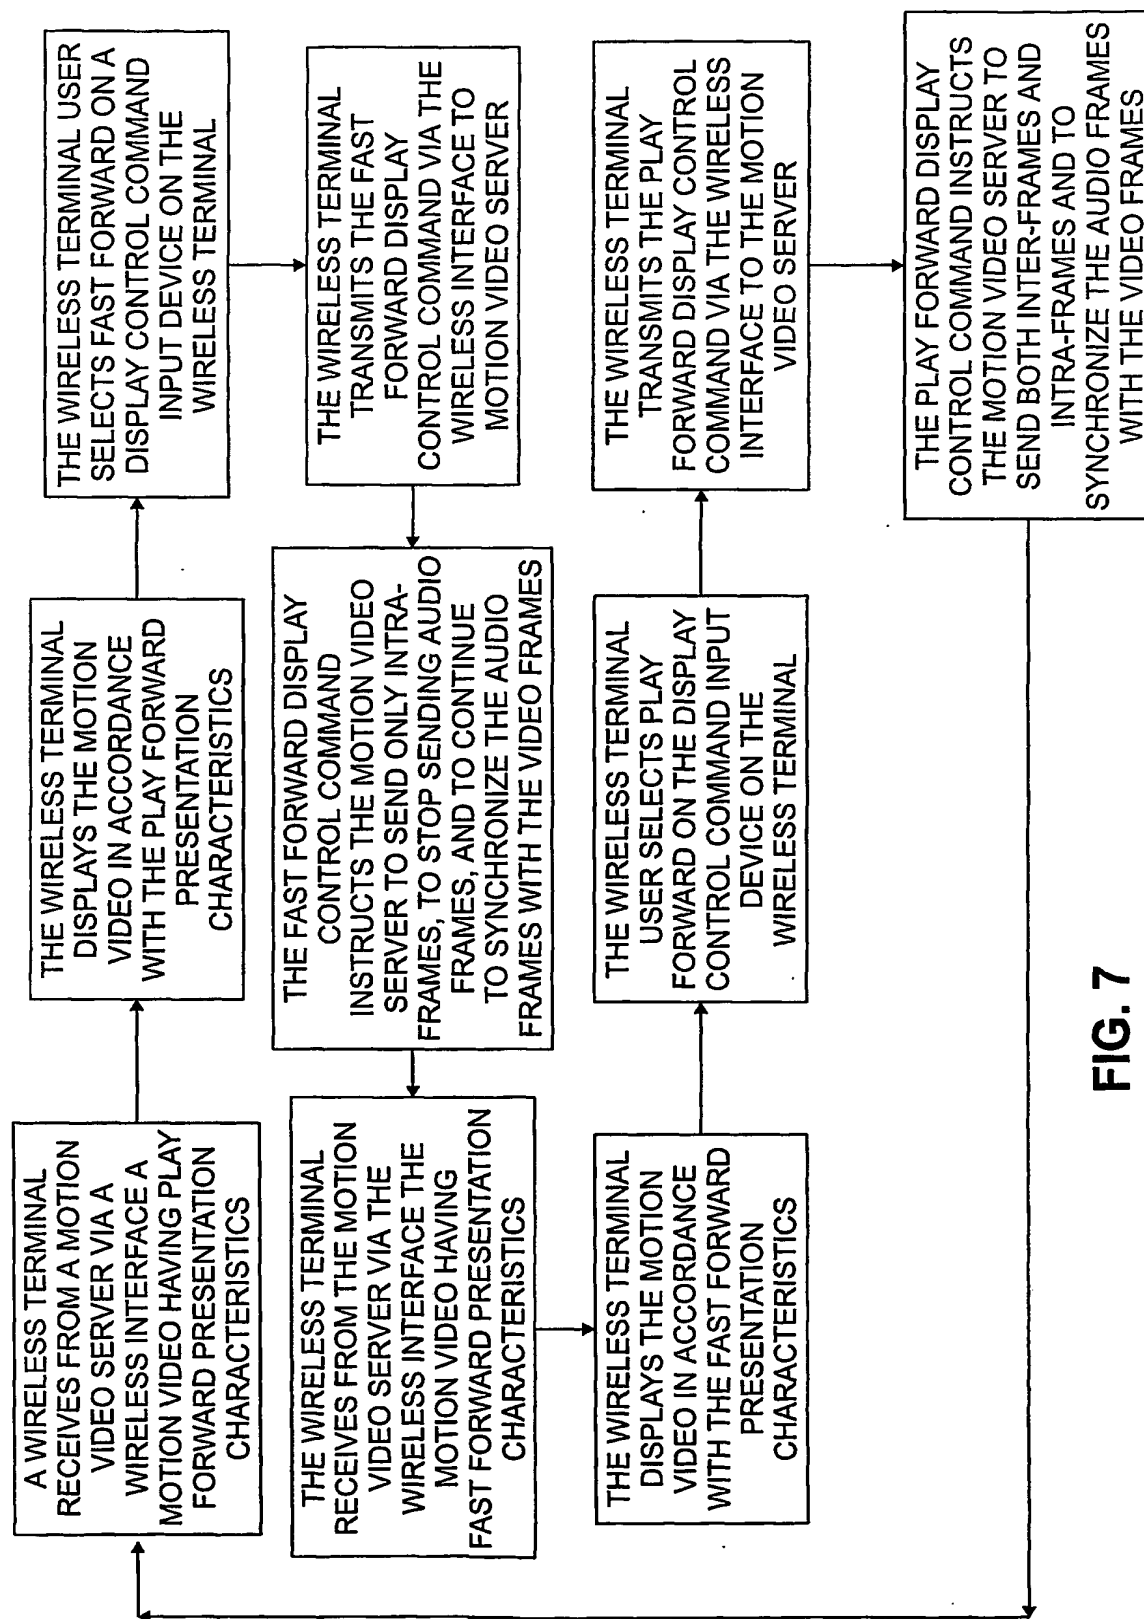 A WIRELESS TERMINAL
RECEIVES FROM A MOTION
VIDEO SERVER VIA A
WIRELESS INTERFACE A
MOTION VIDEO HAVING PLAY
FORWARD PRESENTATION
CHARACTERISTICS
THE WIRELESS TERMINAL
DISPLAYS THE MOTION
VIDEO IN ACCORDANCE
WITH THE PLAY FORWARD
PRESENTATION
CHARACTERISTICS
THE WIRELESS TERMINAL USER
SELECTS FAST FORWARD ON A
DISPLAY CONTROL COMMAND
INPUT DEVICE ON THE
WIRELESS TERMINAL
THE WIRELESS TERMINAL
TRANSMITS THE FAST
FORWARD DISPLAY
CONTROL COMMAND VIA THE
WIRELESS INTERFACE TO
MOTION VIDEO SERVER
THE FAST FORWARD DISPLAY
CONTROL COMMAND
INSTRUCTS THE MOTION VIDEO
SERVER TO SEND ONLY INTRA-
FRAMES, TO STOP SENDING AUDIO
FRAMES, AND TO CONTINUE
TO SYNCHRONIZE THE AUDIO
FRAMES WITH THE VIDEO FRAMES
THE WIRELESS TERMINAL
RECEIVES FROM THE MOTION
VIDEO SERVER VIA THE
WIRELESS INTERFACE THE
MOTION VIDEO HAVING
FAST FORWARD PRESENTATION
CHARACTERISTICS
THE WIRELESS TERMINAL
DISPLAYS THE MOTION
VIDEO IN ACCORDANCE
WITH THE FAST FORWARD
PRESENTATION
CHARACTERISTICS
THE WIRELESS TERMINAL
USER SELECTS PLAY
FORWARD ON THE DISPLAY
CONTROL COMMAND INPUT
DEVICE ON THE
WIRELESS TERMINAL
THE WIRELESS TERMINAL
TRANSMITS THE PLAY
FORWARD DISPLAY CONTROL
COMMAND VIA THE WIRELESS
INTERFACE TO THE MOTION
VIDEO SERVER
THE PLAY FORWARD DISPLAY
CONTROL COMMAND INSTRUCTS
THE MOTION VIDEO SERVER TO
SEND BOTH INTER-FRAMES AND
INTRA-FRAMES AND TO
SYNCHRONIZE THE AUDIO FRAMES
WITH THE VIDEO FRAMES
FIG. 7